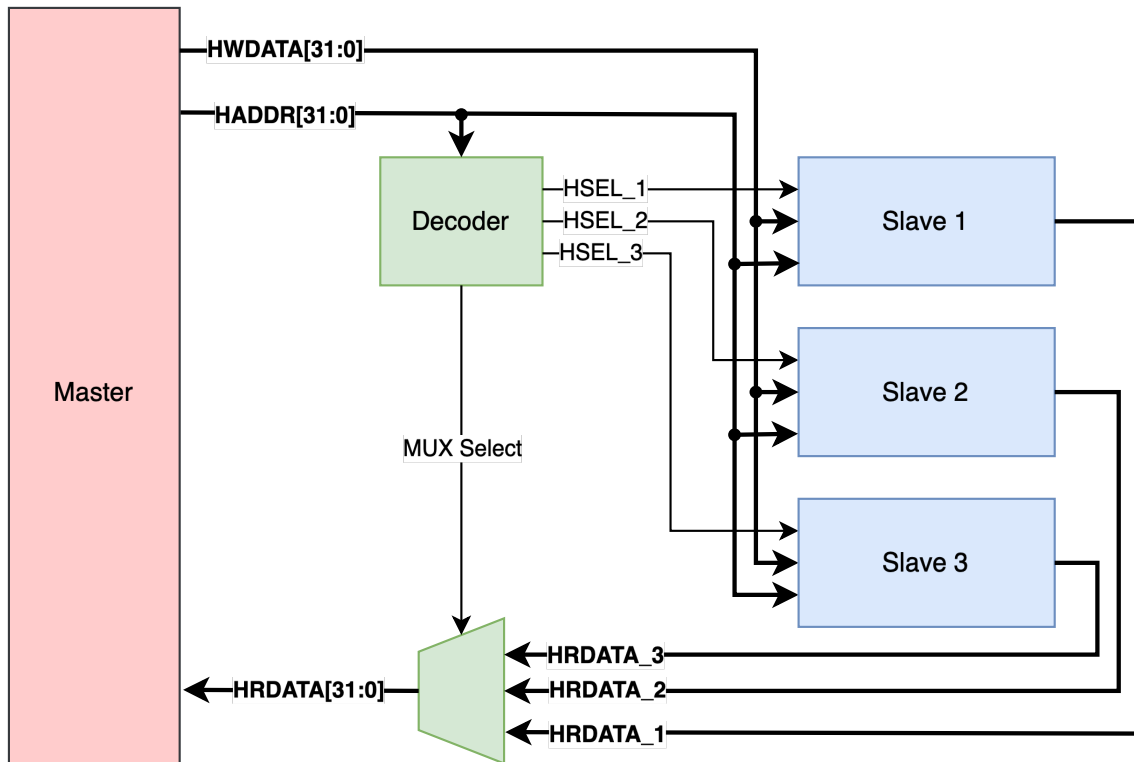 HWDATA[31:0]
HADDR[31:0]
Decoder
HSEL_1
HSEL_2
HSEL_3
Slave 1
Slave 2
Master
MUX Select
Slave 3
HRDATA_3
HRDATA[31:0]
HRDATA_2
HRDATA_1